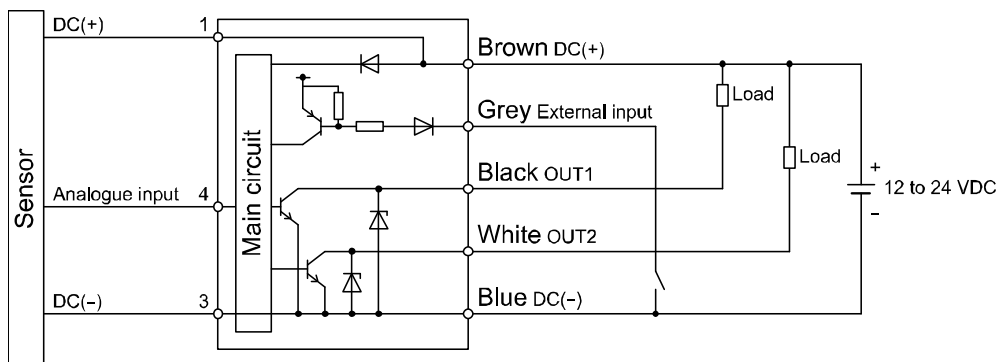 DC(+) 1
Brown DC(+)
Load
Grey External input
Load
Sensor
Main circuit
Analogue input 4
Black OUT1
+
12 to 24 VDC
−
White OUT2
DC(−) 3
Blue DC(−)